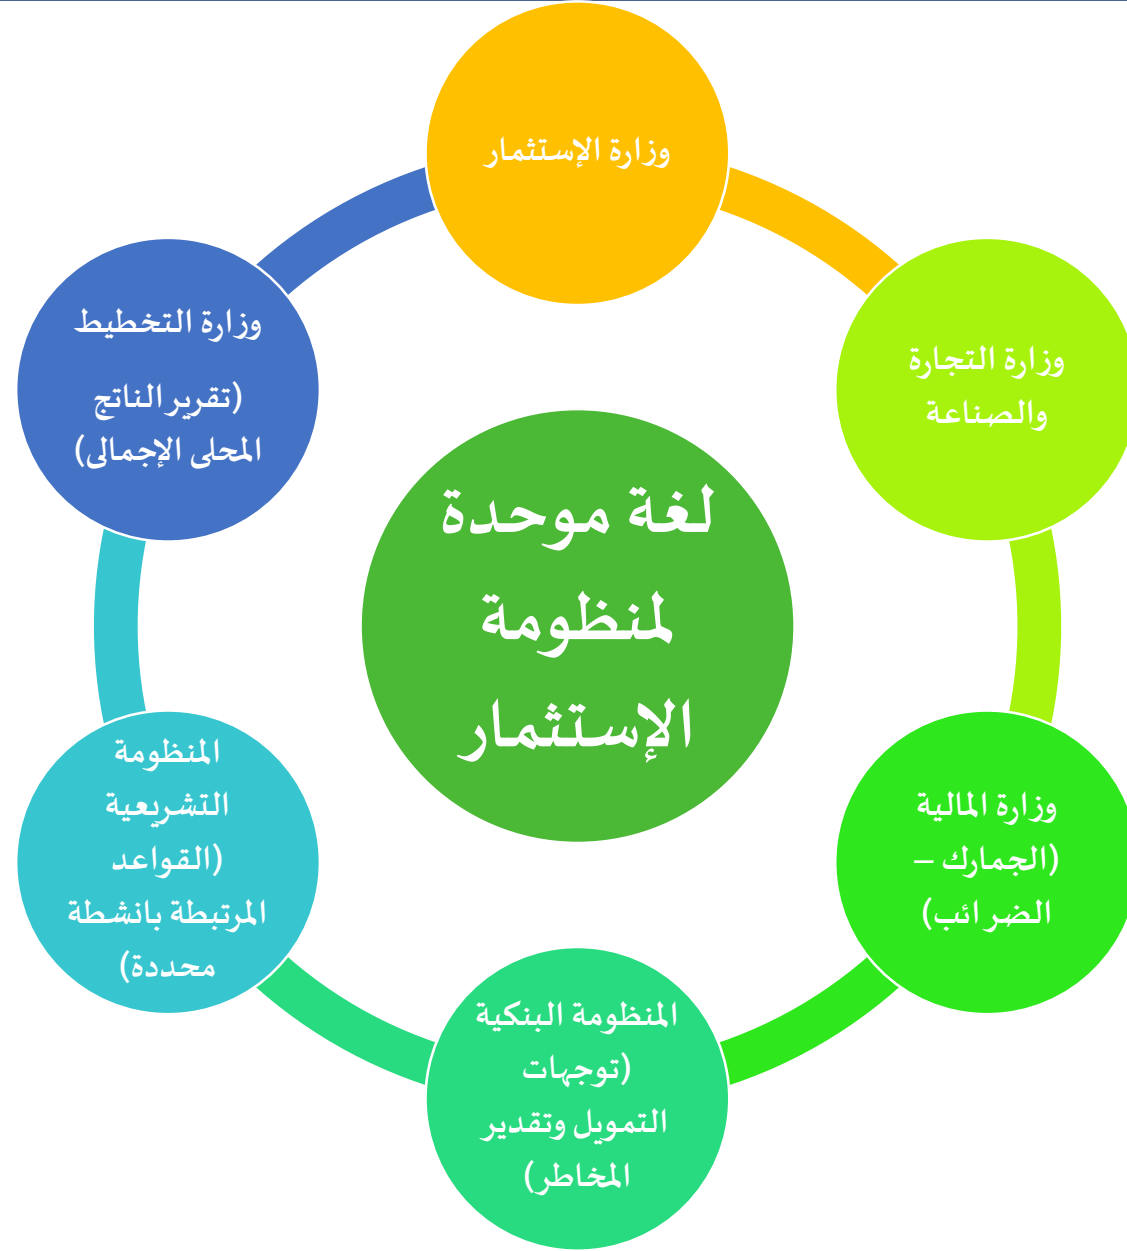 وزارة الإستثمار
وزارة التجارة
والصناعة
وزارة المالية
(الجمارك –
الضرائب)
المنظومة البنكية
(توجهات
التمويل وتقدير
المخاطر)
المنظومة
التشريعية
(القواعد
المرتبطة بانشطة
محددة)
وزارة التخطيط
(تقرير الناتج
المحلى الإجمالى)
لغة موحدة
لمنظومة
الإستثمار